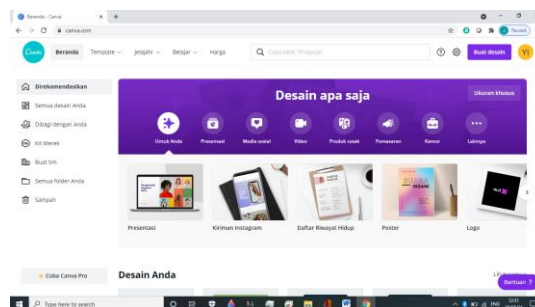 Beranda - Canva
canva.com
Paused
Canva
Beranda
Template
Jelajahi
Belajar
Harga
Buat desain
YI
Direkomendasikan
Semua desain Anda
Dibagi dengan Anda
Kit Merek
Buat tim
Semua folder Anda
Sampah
Coba Canva Pro
Desain apa saja
Ukuran khusus
Untuk Anda
Presentasi
Media sosial
Video
Produk cetak
Pemasaran
Kantor
Lainnya
Presentasi
Kiriman Instagram
Daftar Riwayat Hidup
Poster
Logo
Desain Anda
Bantuan ?
Type here to search
ING